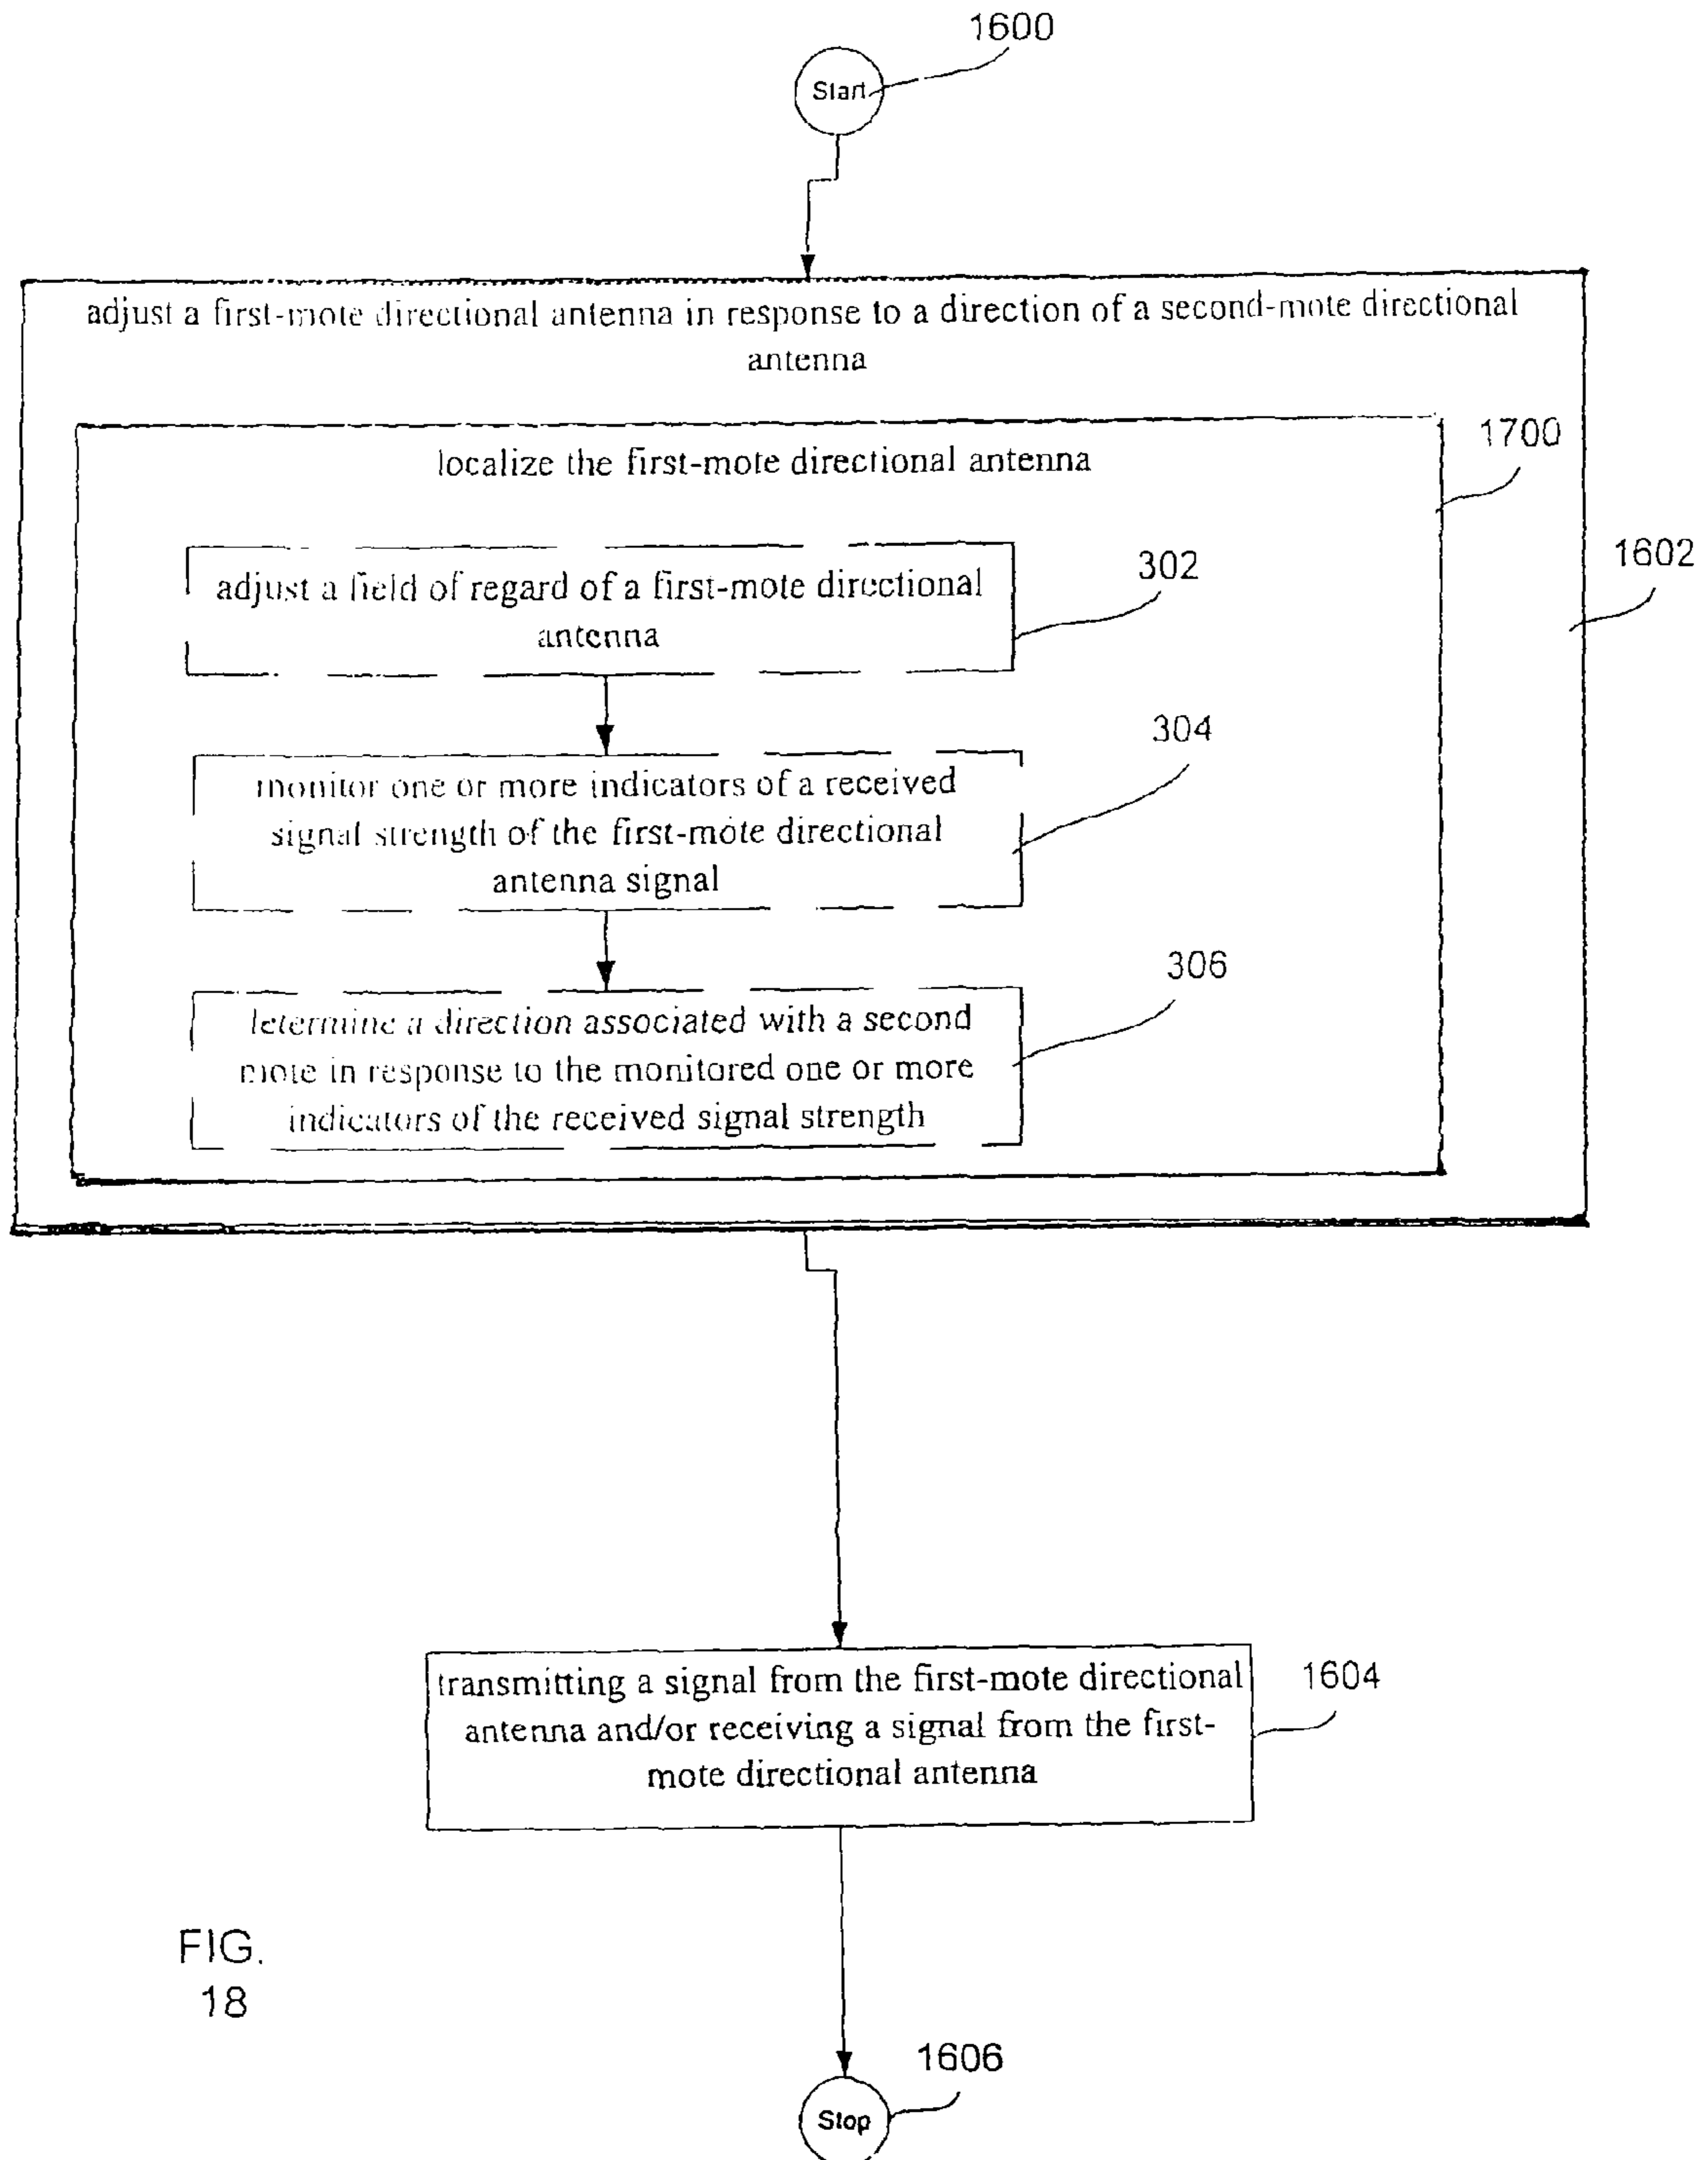 1600
Start
adjust a first-mote directional antenna in response to a direction of a second-mote directional
antenna
1700
localize the first-mote directional antenna
1602
302
adjust a field of regard of a first-mote directional
antenna
304
monitor one or more indicators of a received
signal strength of the first-mote directional
antenna signal
306
determine a direction associated with a second
mote in response to the monitored one or more
indicators of the received signal strength
transmitting a signal from the first-mote directional
antenna and/or receiving a signal from the first-
mote directional antenna
1604
FIG.
18
1606
Stop